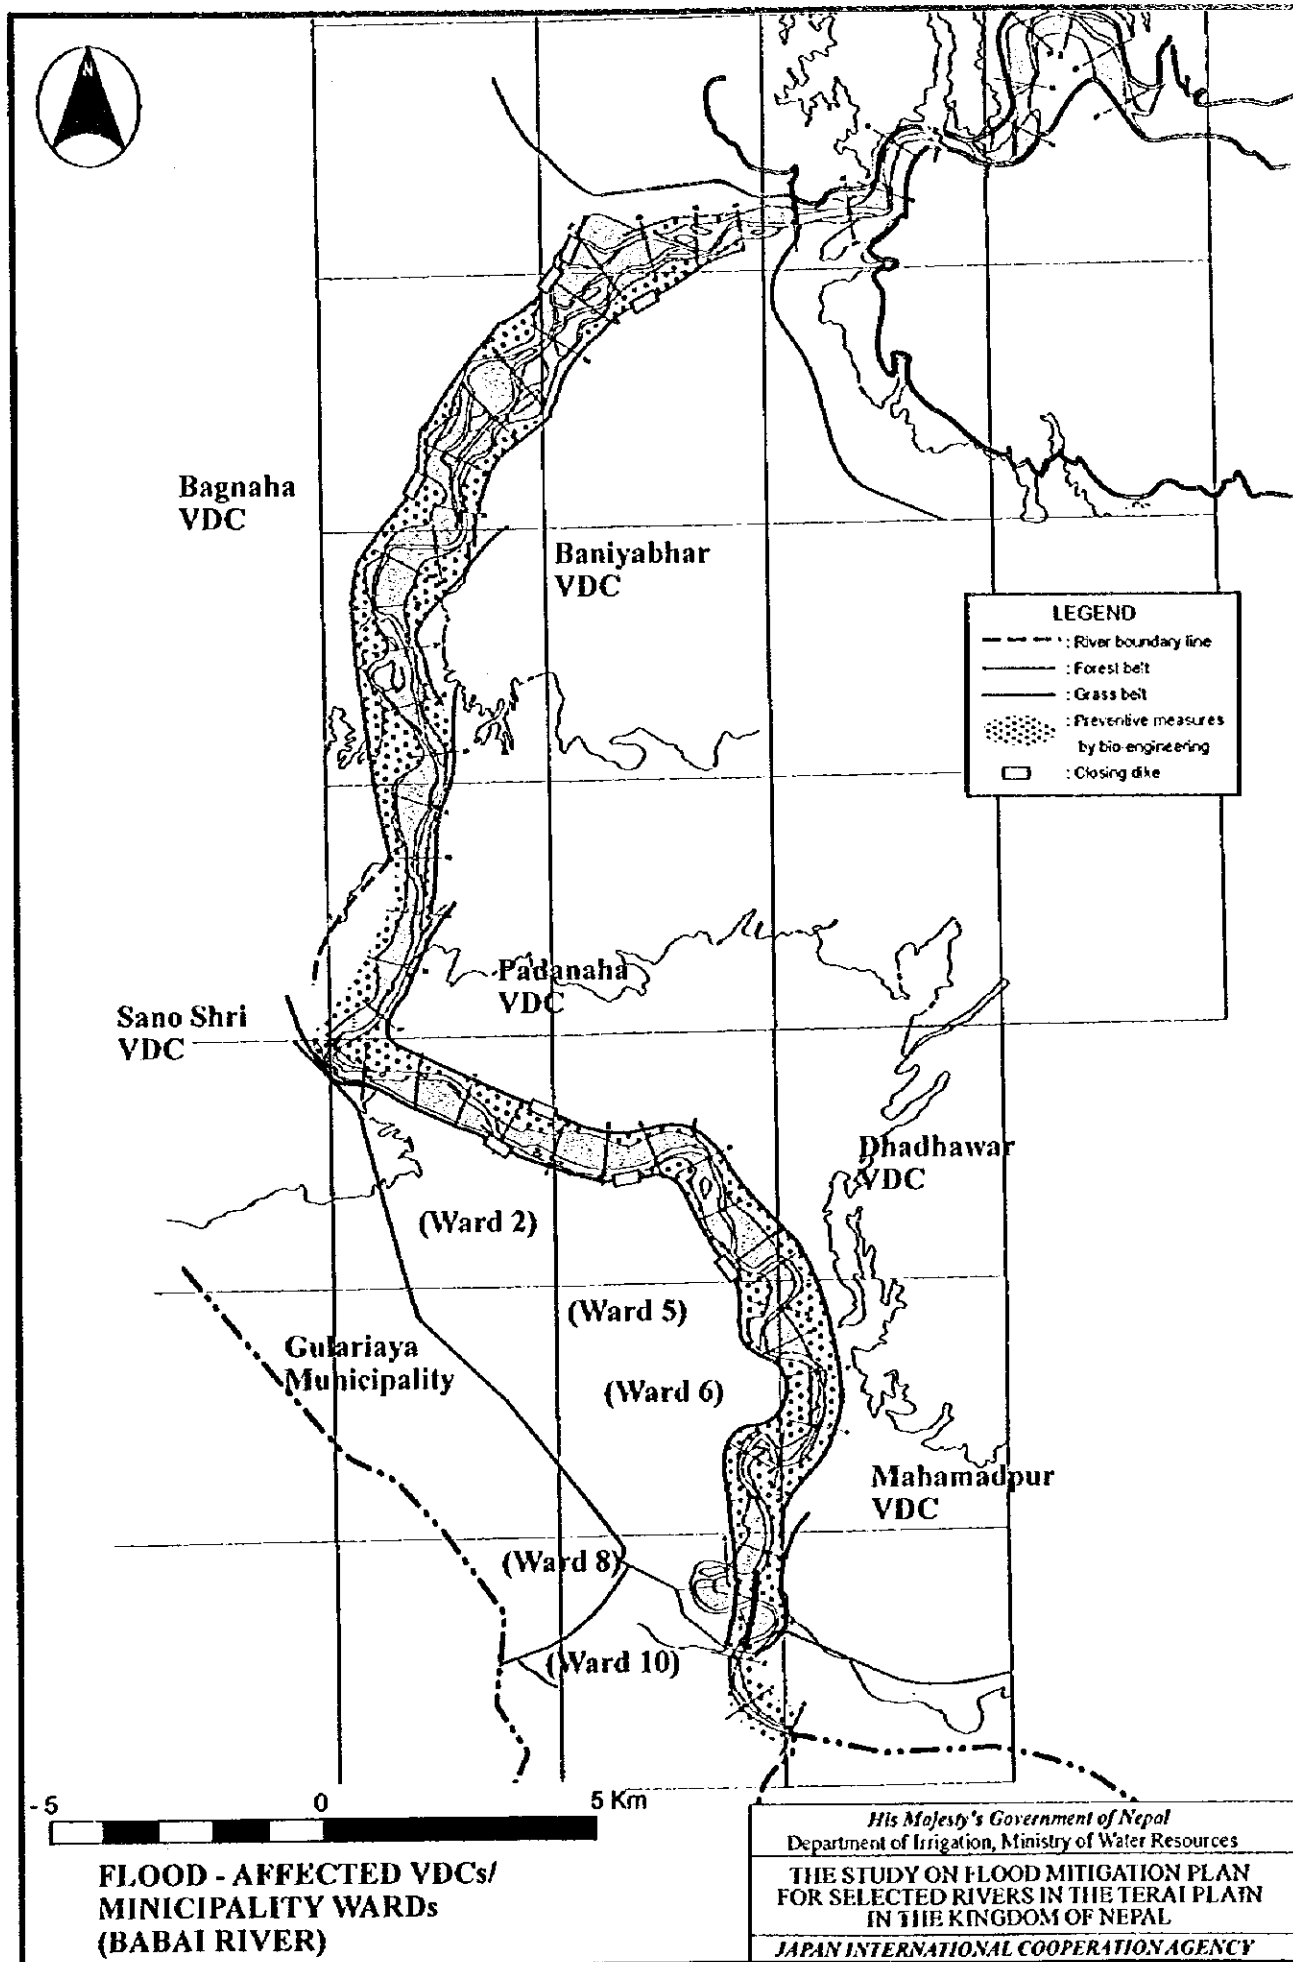 N
Bagnaha
VDC
Baniyabhar
VDC
LEGEND
: River boundary line
: Forest belt
: Grass belt
: Preventive measures
by bio-engineering
: Closing dike
Padanaha
VDC
Sano Shri
VDC
Dhadhawar
VDC
(Ward 2)
(Ward 5)
Gulariaya
Municipality
(Ward 6)
Mahamadpur
VDC
(Ward 8)
(Ward 10)
- 5 0 5 Km
FLOOD - AFFECTED VDCs/
MINICIPALITY WARDs
(BABAI RIVER)
His Majesty's Government of Nepal
Department of Irrigation, Ministry of Water Resources
THE STUDY ON FLOOD MITIGATION PLAN
FOR SELECTED RIVERS IN THE TERAI PLAIN
IN THE KINGDOM OF NEPAL
JAPAN INTERNATIONAL COOPERATION AGENCY